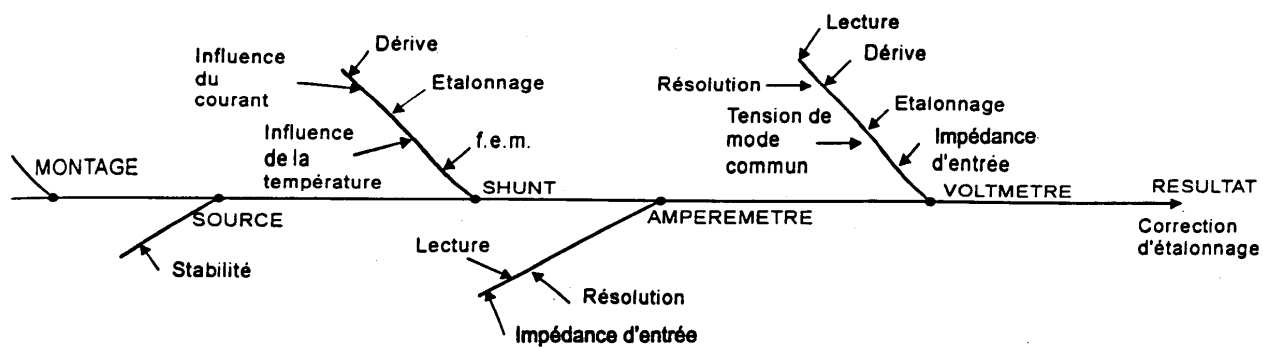 MONTAGE
SOURCE
Stabilité
Influence
du
courant
Dérive
Etalonnage
Influence
de la
température
f.e.m.
SHUNT
Lecture
Résolution
Impédance d'entrée
AMPEREMETRE
Lecture
Dérive
Résolution
Etalonnage
Tension de
mode
commun
Impédance
d'entrée
VOLTMETRE
RESULTAT
Correction
d'étalonnage